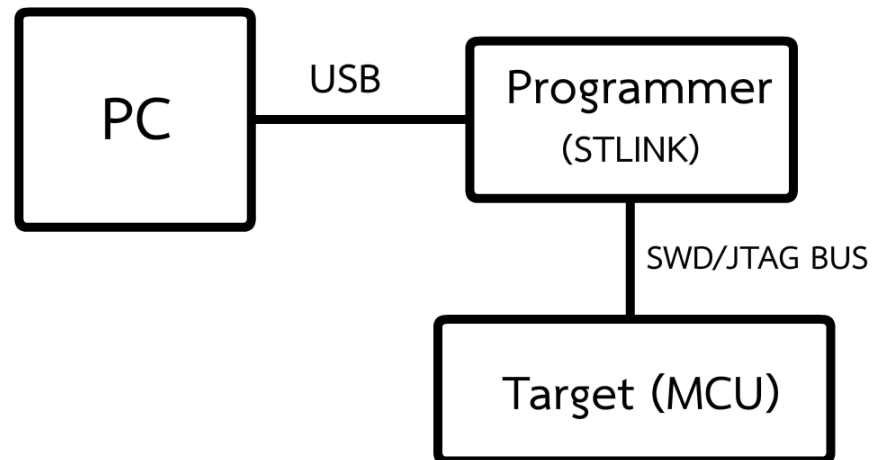 PC
USB
Programmer
(STLINK)
SWD/JTAG BUS
Target (MCU)